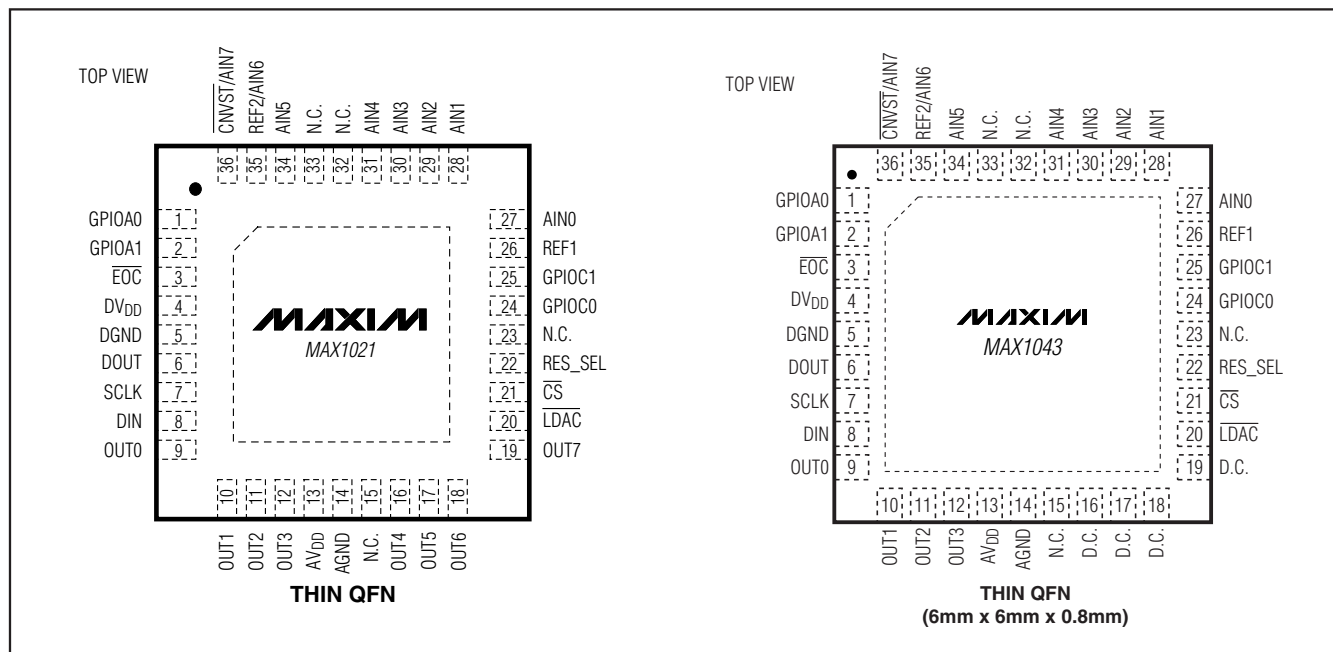 TOP VIEW
CNVST/AIN7
REF2/AIN6
AIN5
N.C.
N.C.
AIN4
AIN3
AIN2
AIN1
36 35 34 33 32 31 30 29 28
GPIOA0 1
GPIOA1 2
EOC 3
DVDD 4
DGND 5
DOUT 6
SCLK 7
DIN 8
OUT0 9
MAXIM
MAX1021
27 AIN0
26 REF1
25 GPIOC1
24 GPIOC0
23 N.C.
22 RES_SEL
21 CS
20 LDAC
19 OUT7
10 11 12 13 14 15 16 17 18
OUT1
OUT2
OUT3
AVDD
AGND
N.C.
OUT4
OUT5
OUT6
THIN QFN
TOP VIEW
CNVST/AIN7
REF2/AIN6
AIN5
N.C.
N.C.
AIN4
AIN3
AIN2
AIN1
36 35 34 33 32 31 30 29 28
GPIOA0 1
GPIOA1 2
EOC 3
DVDD 4
DGND 5
DOUT 6
SCLK 7
DIN 8
OUT0 9
MAXIM
MAX1043
27 AIN0
26 REF1
25 GPIOC1
24 GPIOC0
23 N.C.
22 RES_SEL
21 CS
20 LDAC
19 D.C.
10 11 12 13 14 15 16 17 18
OUT1
OUT2
OUT3
AVDD
AGND
N.C.
D.C.
D.C.
D.C.
THIN QFN
(6mm x 6mm x 0.8mm)